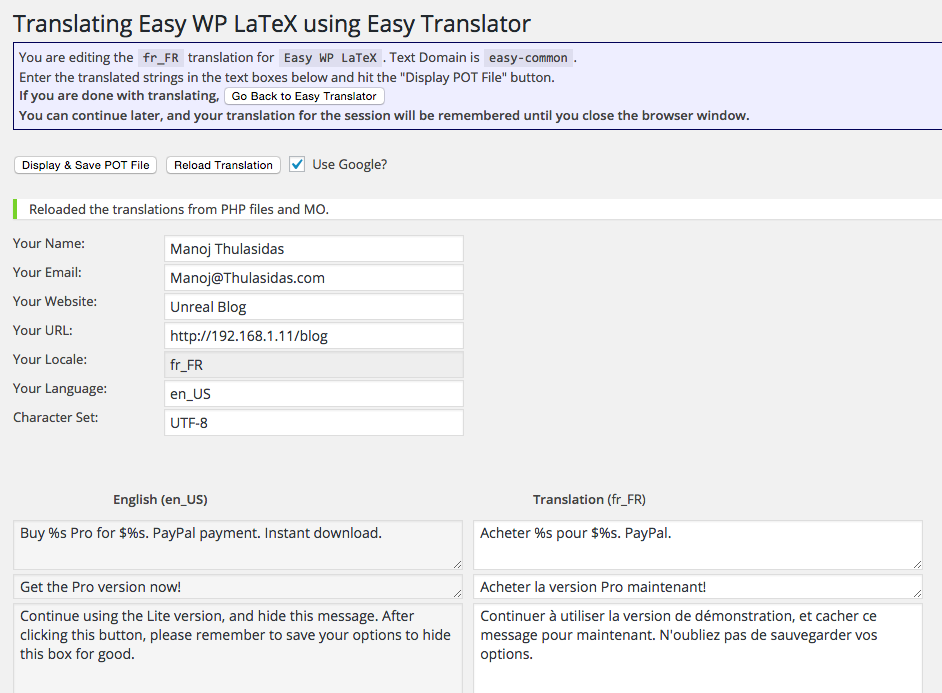 Translating Easy WP LaTeX using Easy Translator
You are editing the fr_FR translation for Easy WP LaTeX. Text Domain is easy-common.
Enter the translated strings in the text boxes below and hit the "Display POT File" button.
If you are done with translating, Go Back to Easy Translator
You can continue later, and your translation for the session will be remembered until you close the browser window.
Display & Save POT File Reload Translation Use Google?
Reloaded the translations from PHP files and MO.
Your Name: Manoj Thulasidas
Your Email: Manoj@Thulasidas.com
Your Website: Unreal Blog
Your URL: http://192.168.1.11/blog
Your Locale: fr_FR
Your Language: en_US
Character Set: UTF-8
English (en_US) Translation (fr_FR)
Buy %s Pro for $%s. PayPal payment. Instant download. Acheter %s pour $%s. PayPal.
Get the Pro version now! Acheter la version Pro maintenant!
Continue using the Lite version, and hide this message. After
clicking this button, please remember to save your options to hide
this box for good.
Continuer à utiliser la version de démonstration, et cacher ce
message pour maintenant. N'oubliez pas de sauvegarder vos
options.